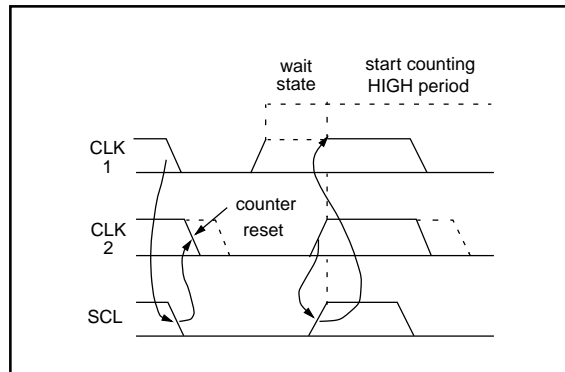 wait
state
start counting
HIGH period
CLK
1
counter
reset
CLK
2
SCL